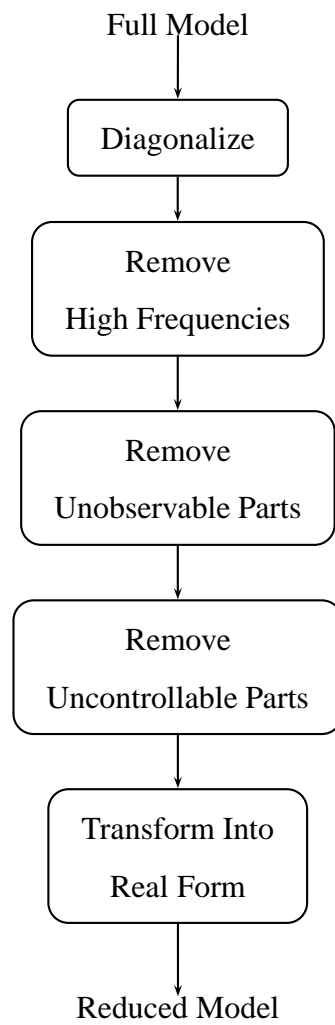 Full Model
Diagonalize
Remove
High Frequencies
Remove
Unobservable Parts
Remove
Uncontrollable Parts
Transform Into
Real Form
Reduced Model